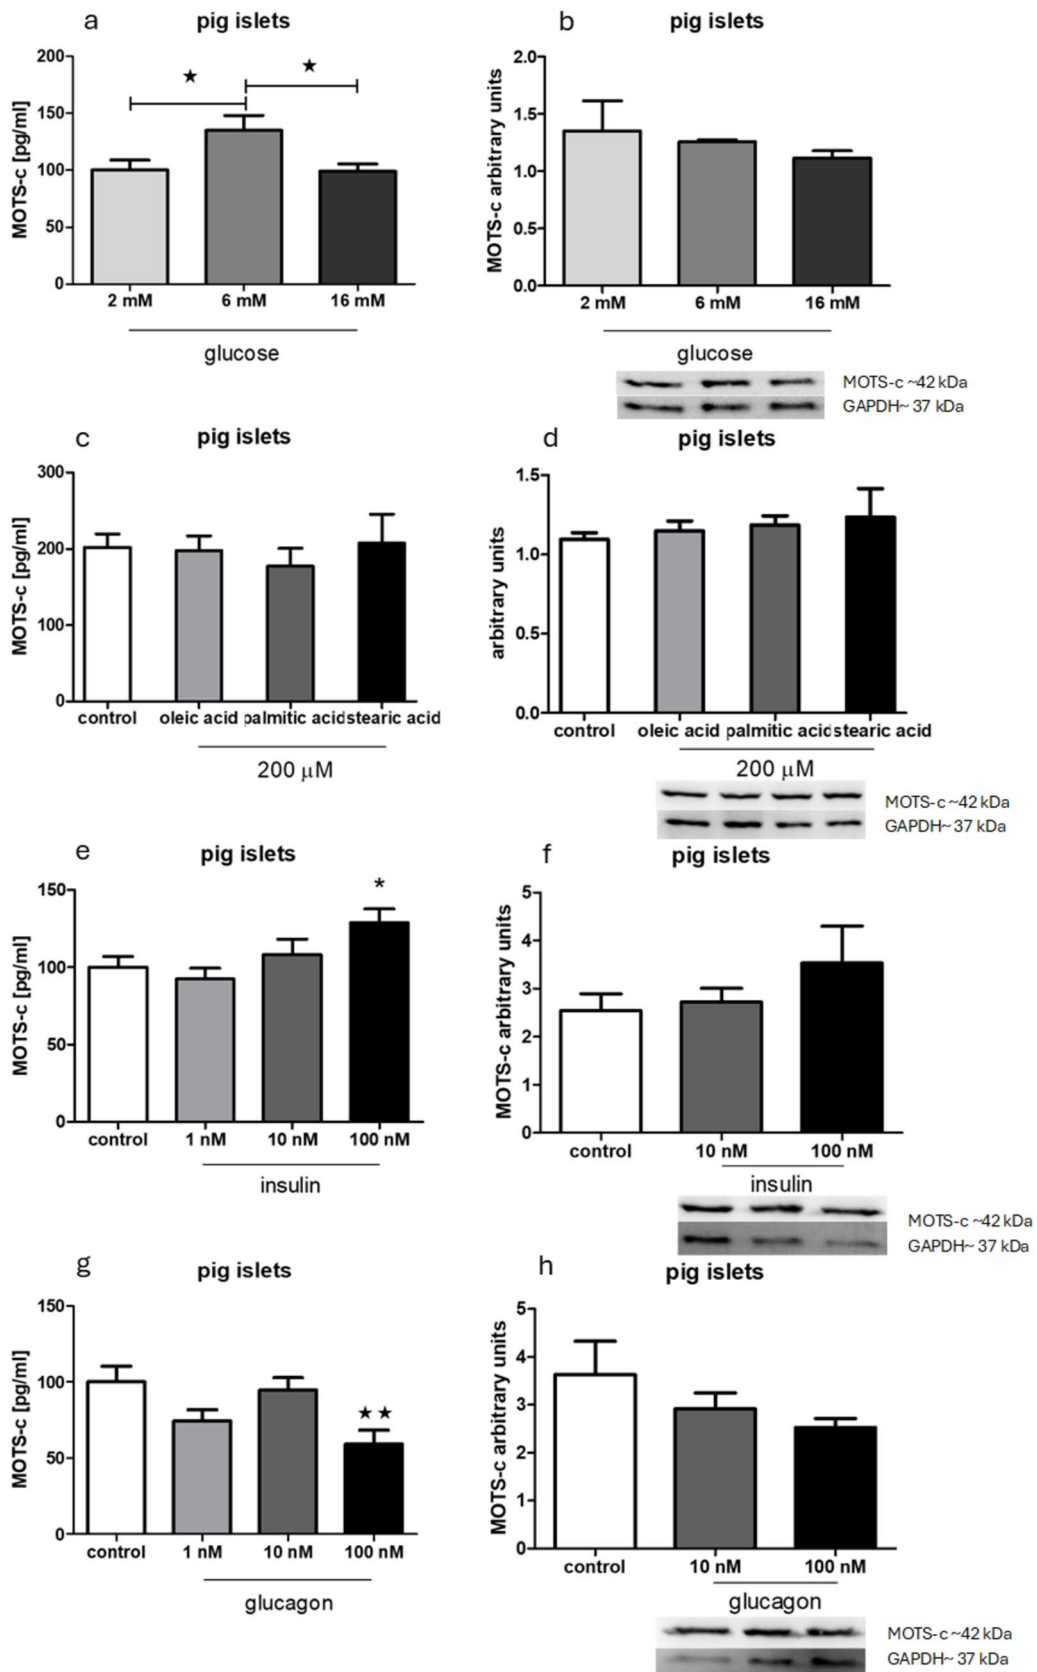 a
pig islets
MOTS-c [pg/ml]
200
150
100
50
0
★
★
2 mM 6 mM 16 mM
glucose
b
pig islets
MOTS-c arbitrary units
2.0
1.5
1.0
0.5
0.0
2 mM 6 mM 16 mM
glucose
MOTS-c ~42 kDa
GAPDH~ 37 kDa
c
pig islets
MOTS-c [pg/ml]
300
200
100
0
control oleic acid palmitic acid stearic acid
200 µM
d
pig islets
arbitrary units
1.5
1.0
0.5
0.0
control oleic acid palmitic acid stearic acid
200 µM
MOTS-c ~42 kDa
GAPDH~ 37 kDa
e
pig islets
MOTS-c [pg/ml]
150
100
50
0
*
control 1 nM 10 nM 100 nM
insulin
f
pig islets
MOTS-c arbitrary units
5
4
3
2
1
0
control 10 nM 100 nM
insulin
MOTS-c ~42 kDa
GAPDH~ 37 kDa
g
pig islets
MOTS-c [pg/ml]
150
100
50
0
★★
control 1 nM 10 nM 100 nM
glucagon
h
pig islets
MOTS-c arbitrary units
5
4
3
2
1
0
control 10 nM 100 nM
glucagon
MOTS-c ~42 kDa
GAPDH~ 37 kDa